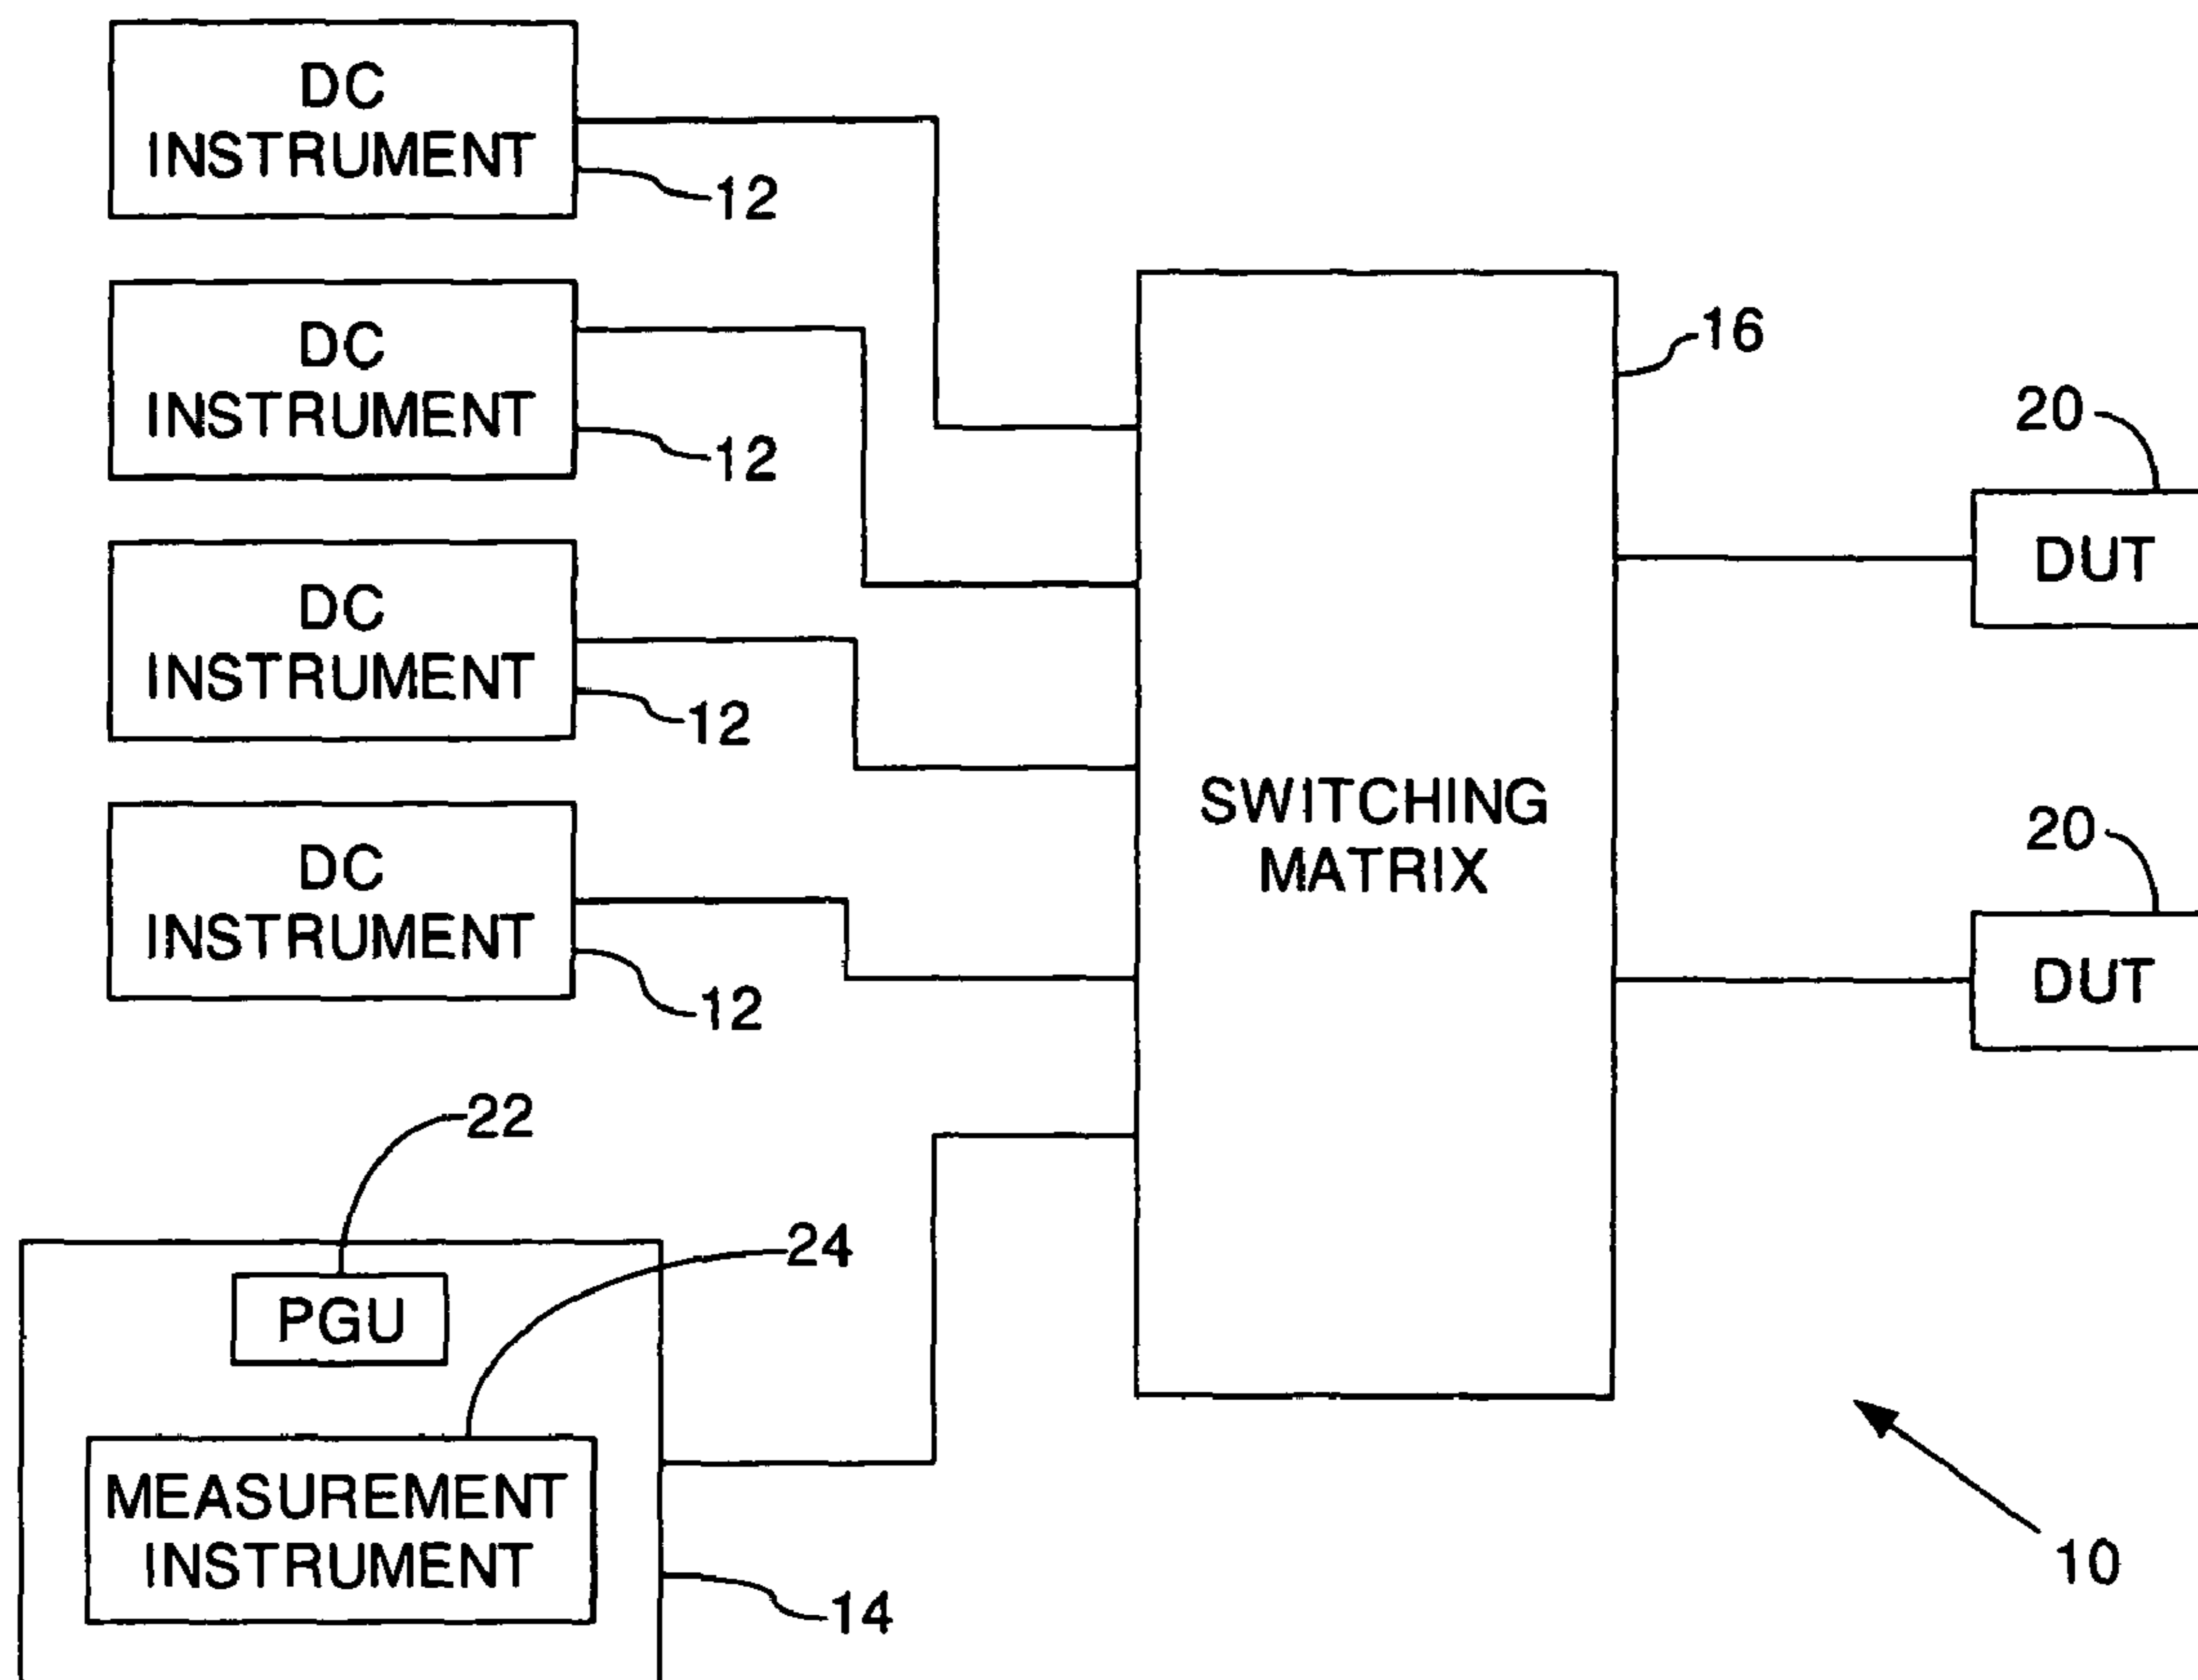 DC
INSTRUMENT
12
DC
INSTRUMENT
12
DC
INSTRUMENT
12
DC
INSTRUMENT
12
16
20
DUT
SWITCHING
MATRIX
20
DUT
22
24
PGU
MEASUREMENT
INSTRUMENT
14
10